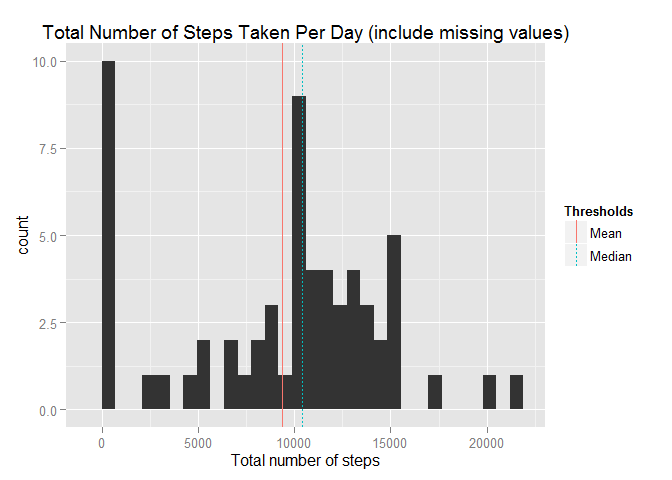 Total Number of Steps Taken Per Day (include missing values)
10.0
7.5
5.0
2.5
0.0
count
0
5000
10000
15000
20000
Total number of steps
Thresholds
Mean
Median